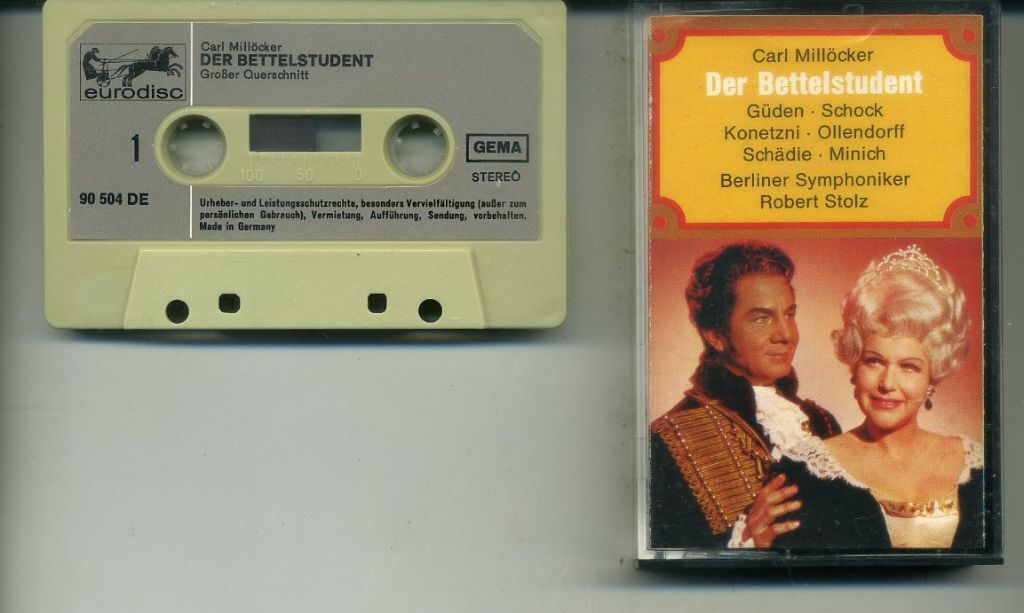 eurodisc
Carl Millöcker
DER BETTELSTUDENT
Großer Querschnitt
1
100 50 0
GEMA
STEREO
90 504 DE
Urheber- und Leistungsschutzrechte, besonders Vervielfältigung (außer zum
persönlichen Gebrauch), Vermietung, Aufführung, Sendung, vorbehalten.
Made in Germany
Carl Millöcker
Der Bettelstudent
Güden · Schock
Konetzni · Ollendorff
Schädle · Minich
Berliner Symphoniker
Robert Stolz